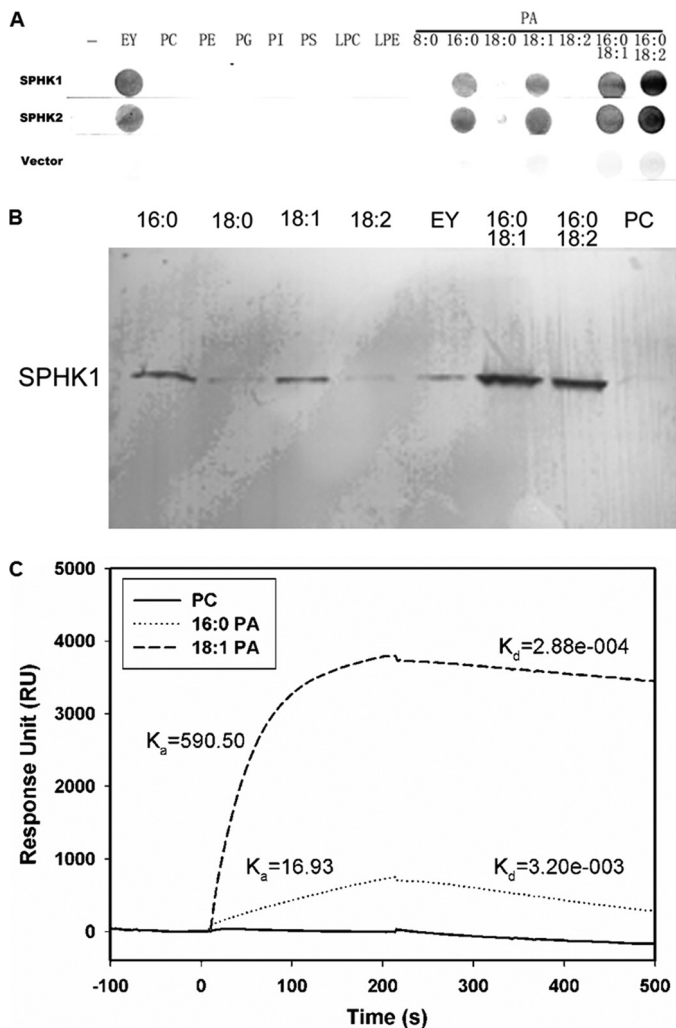 A
PA
– EY PC PE PG PI PS LPC LPE 8:0 16:0 18:0 18:1 18:2 16:0 16:0
18:1 18:2
SPHK1
SPHK2
Vector
B
16:0 18:0 18:1 18:2 EY 16:0 16:0 PC
18:1 18:2
SPHK1
C
5000
4000
3000
2000
1000
0
-100 0 100 200 300 400 500
Response Unit (RU)
Time (s)
PC
16:0 PA
18:1 PA
Kd=2.88e-004
Ka=590.50
Ka=16.93
Kd=3.20e-003